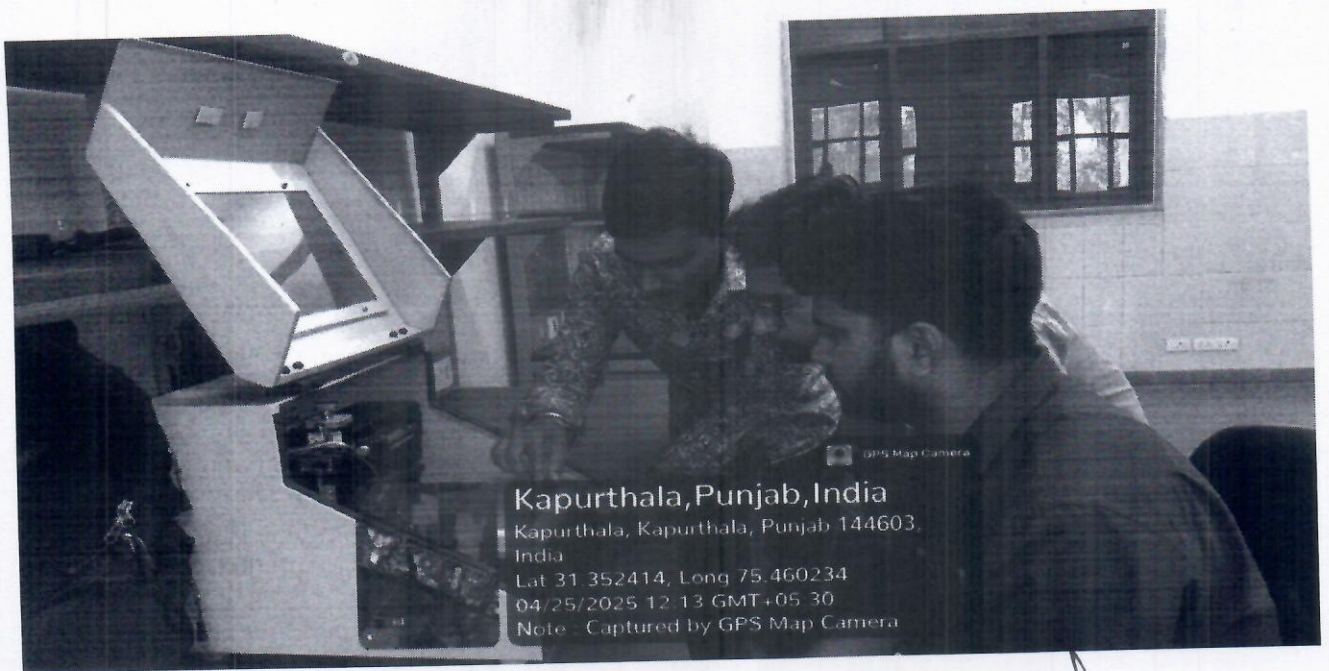 GPS Map Camera
Kapurthala,Punjab,India
Kapurthala, Kapurthala, Punjab 144603,
India
Lat 31.352414, Long 75.460234
04/25/2025 12:13 GMT+05:30
Note : Captured by GPS Map Camera